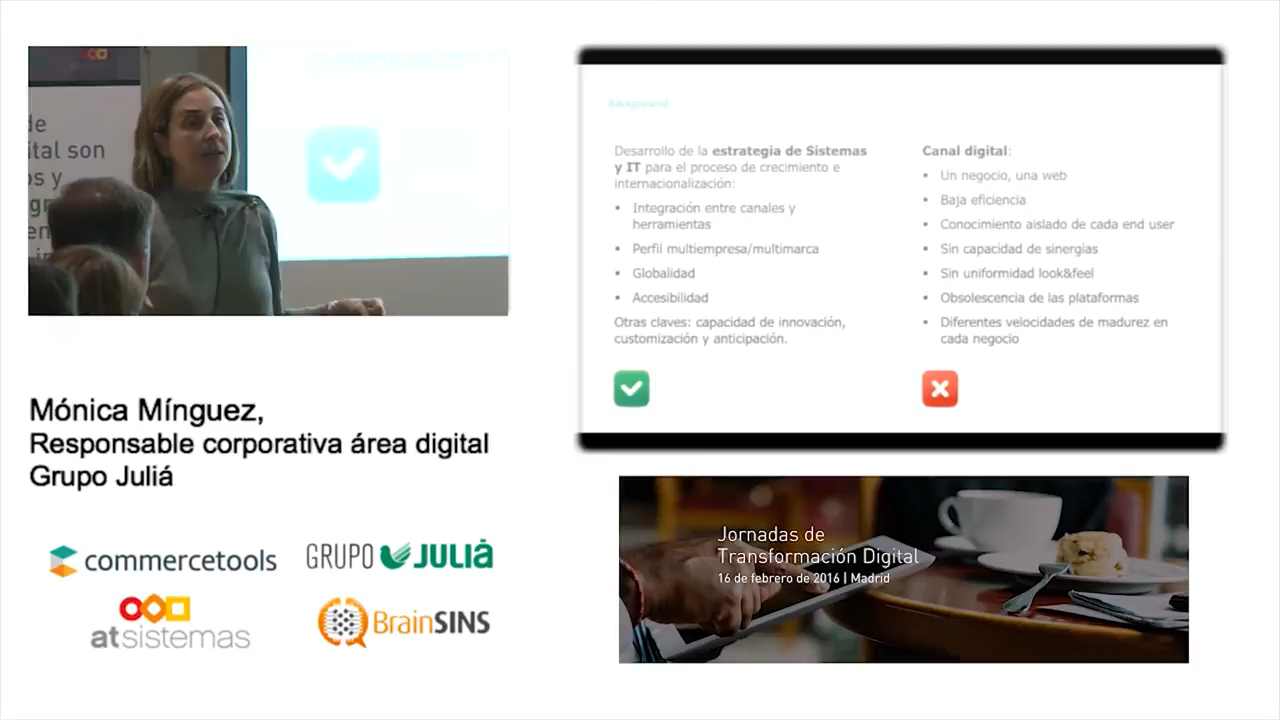 de
ital son
os y
gr
en
in
Background
Desarrollo de la estrategia de Sistemas
y IT para el proceso de crecimiento e
internacionalización:
▪ Integración entre canales y
herramientas
▪ Perfil multiempresa/multimarca
▪ Globalidad
▪ Accesibilidad
Otras claves: capacidad de innovación,
customización y anticipación.
Canal digital:
▪ Un negocio, una web
▪ Baja eficiencia
▪ Conocimiento aislado de cada end user
▪ Sin capacidad de sinergias
▪ Sin uniformidad look&feel
▪ Obsolescencia de las plataformas
▪ Diferentes velocidades de madurez en
cada negocio
Mónica Mínguez,
Responsable corporativa área digital
Grupo Juliá
commercetools
GRUPO JULIÁ
atsistemas
BrainSINS
Jornadas de
Transformación Digital
16 de febrero de 2016 | Madrid